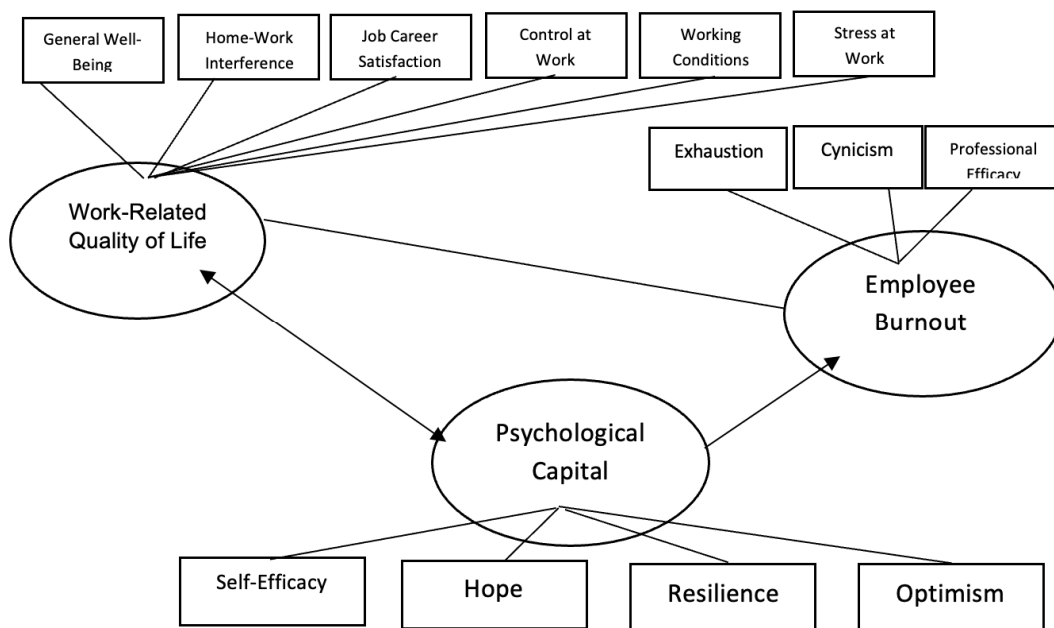 General Well-
Being
Home-Work
Interference
Job Career
Satisfaction
Control at
Work
Working
Conditions
Stress at
Work
Exhaustion
Cynicism
Professional
Efficacy
Work-Related
Quality of Life
Employee
Burnout
Psychological
Capital
Self-Efficacy
Hope
Resilience
Optimism